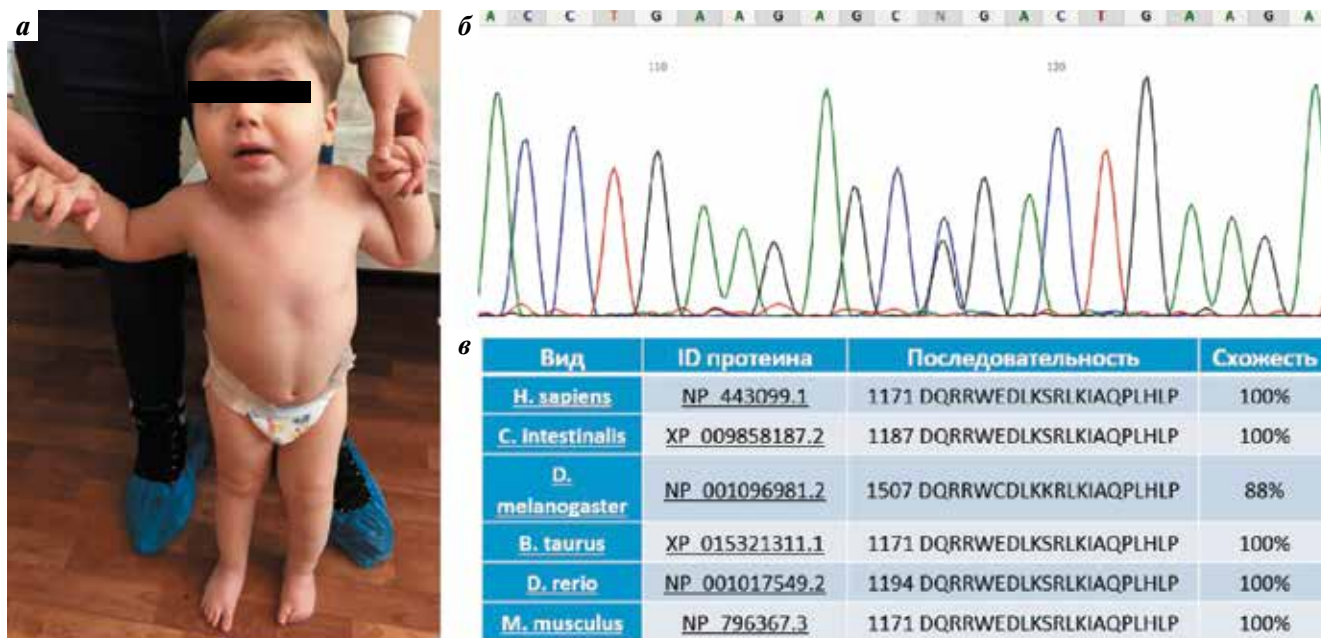 а
б
A C C T G A A G A G C N G A C T G A A G A
110
120
в
Вид
ID протеина
Последовательность
Схожесть
H. sapiens
NP_443099.1
1171 DQRRWEDLKSRLKIAQPLHLP
100%
C. intestinalis
XP_009858187.2
1187 DQRRWEDLKSRLKIAQPLHLP
100%
D.
melanogaster
NP_001096981.2
1507 DQRRWCDLKKRLKIAQPLHLP
88%
B. taurus
XP_015321311.1
1171 DQRRWEDLKSRLKIAQPLHLP
100%
D. rerio
NP_001017549.2
1194 DQRRWEDLKSRLKIAQPLHLP
100%
M. musculus
NP_796367.3
1171 DQRRWEDLKSRLKIAQPLHLP
100%